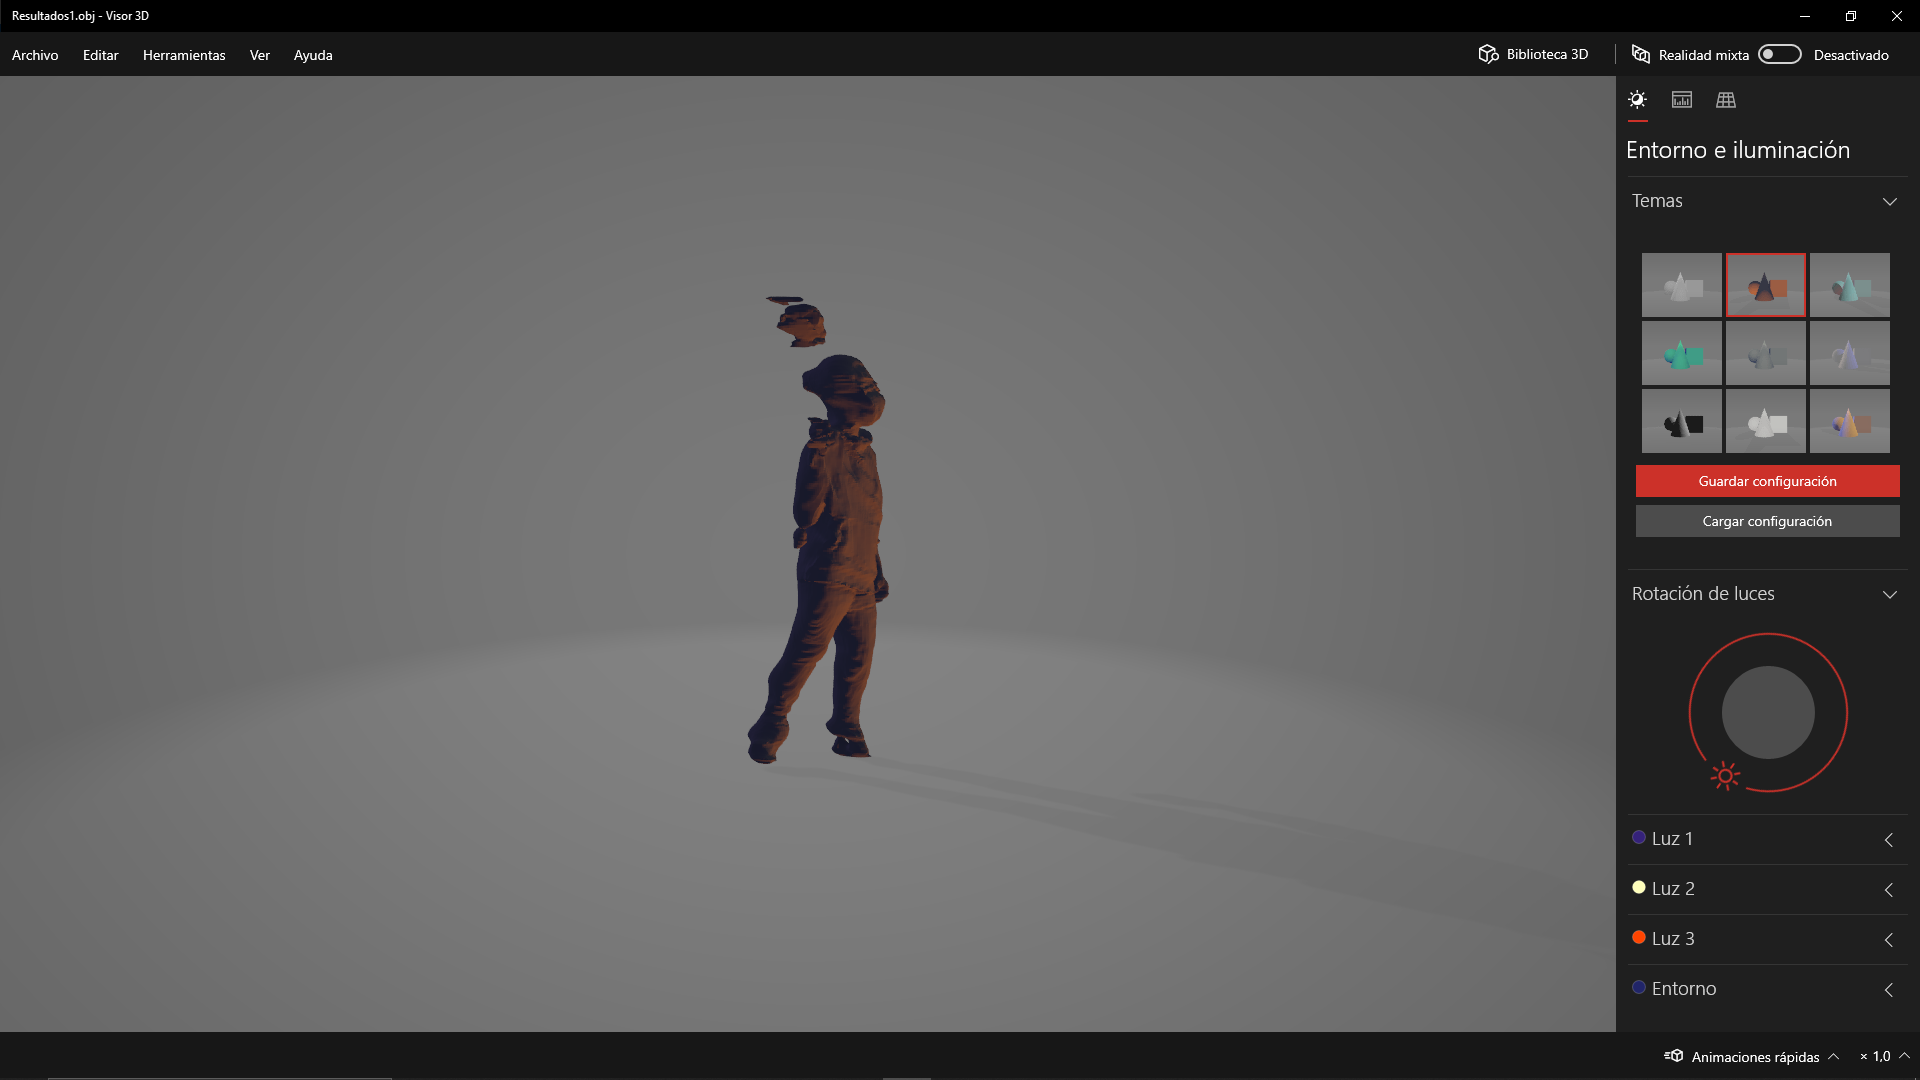 Resultados1.obj - Visor 3D
Archivo Editar Herramientas Ver Ayuda
Biblioteca 3D
Realidad mixta
Desactivado
Entorno e iluminación
Temas
Guardar configuración
Cargar configuración
Rotación de luces
Luz 1
Luz 2
Luz 3
Entorno
Animaciones rápidas
× 1,0